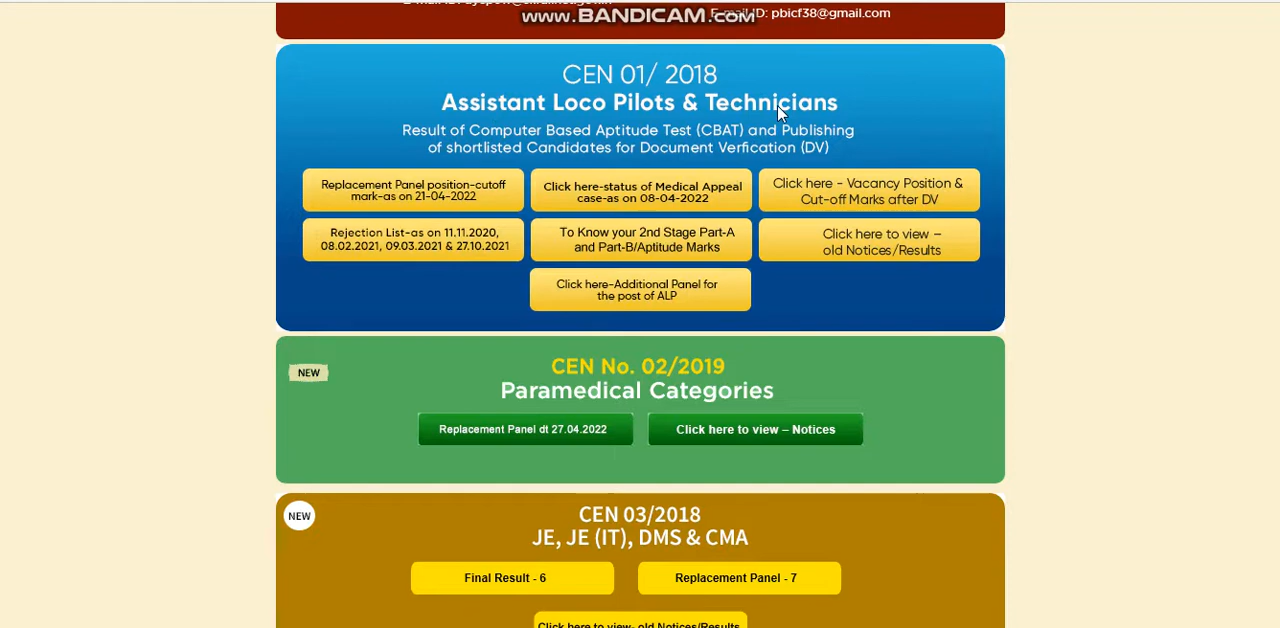 www.BANDICAM.com
E-mail ID: pbicf38@gmail.com
CEN 01/ 2018
Assistant Loco Pilots & Technicians
Result of Computer Based Aptitude Test (CBAT) and Publishing
of shortlisted Candidates for Document Verfication (DV)
Replacement Panel position-cutoff
mark-as on 21-04-2022
Click here-status of Medical Appeal
case-as on 08-04-2022
Click here - Vacancy Position &
Cut-off Marks after DV
Rejection List-as on 11.11.2020,
08.02.2021, 09.03.2021 & 27.10.2021
To Know your 2nd Stage Part-A
and Part-B/Aptitude Marks
Click here to view –
old Notices/Results
Click here-Additional Panel for
the post of ALP
NEW
CEN No. 02/2019
Paramedical Categories
Replacement Panel dt 27.04.2022
Click here to view – Notices
NEW
CEN 03/2018
JE, JE (IT), DMS & CMA
Final Result - 6
Replacement Panel - 7
Click here to view- old Notices/Results